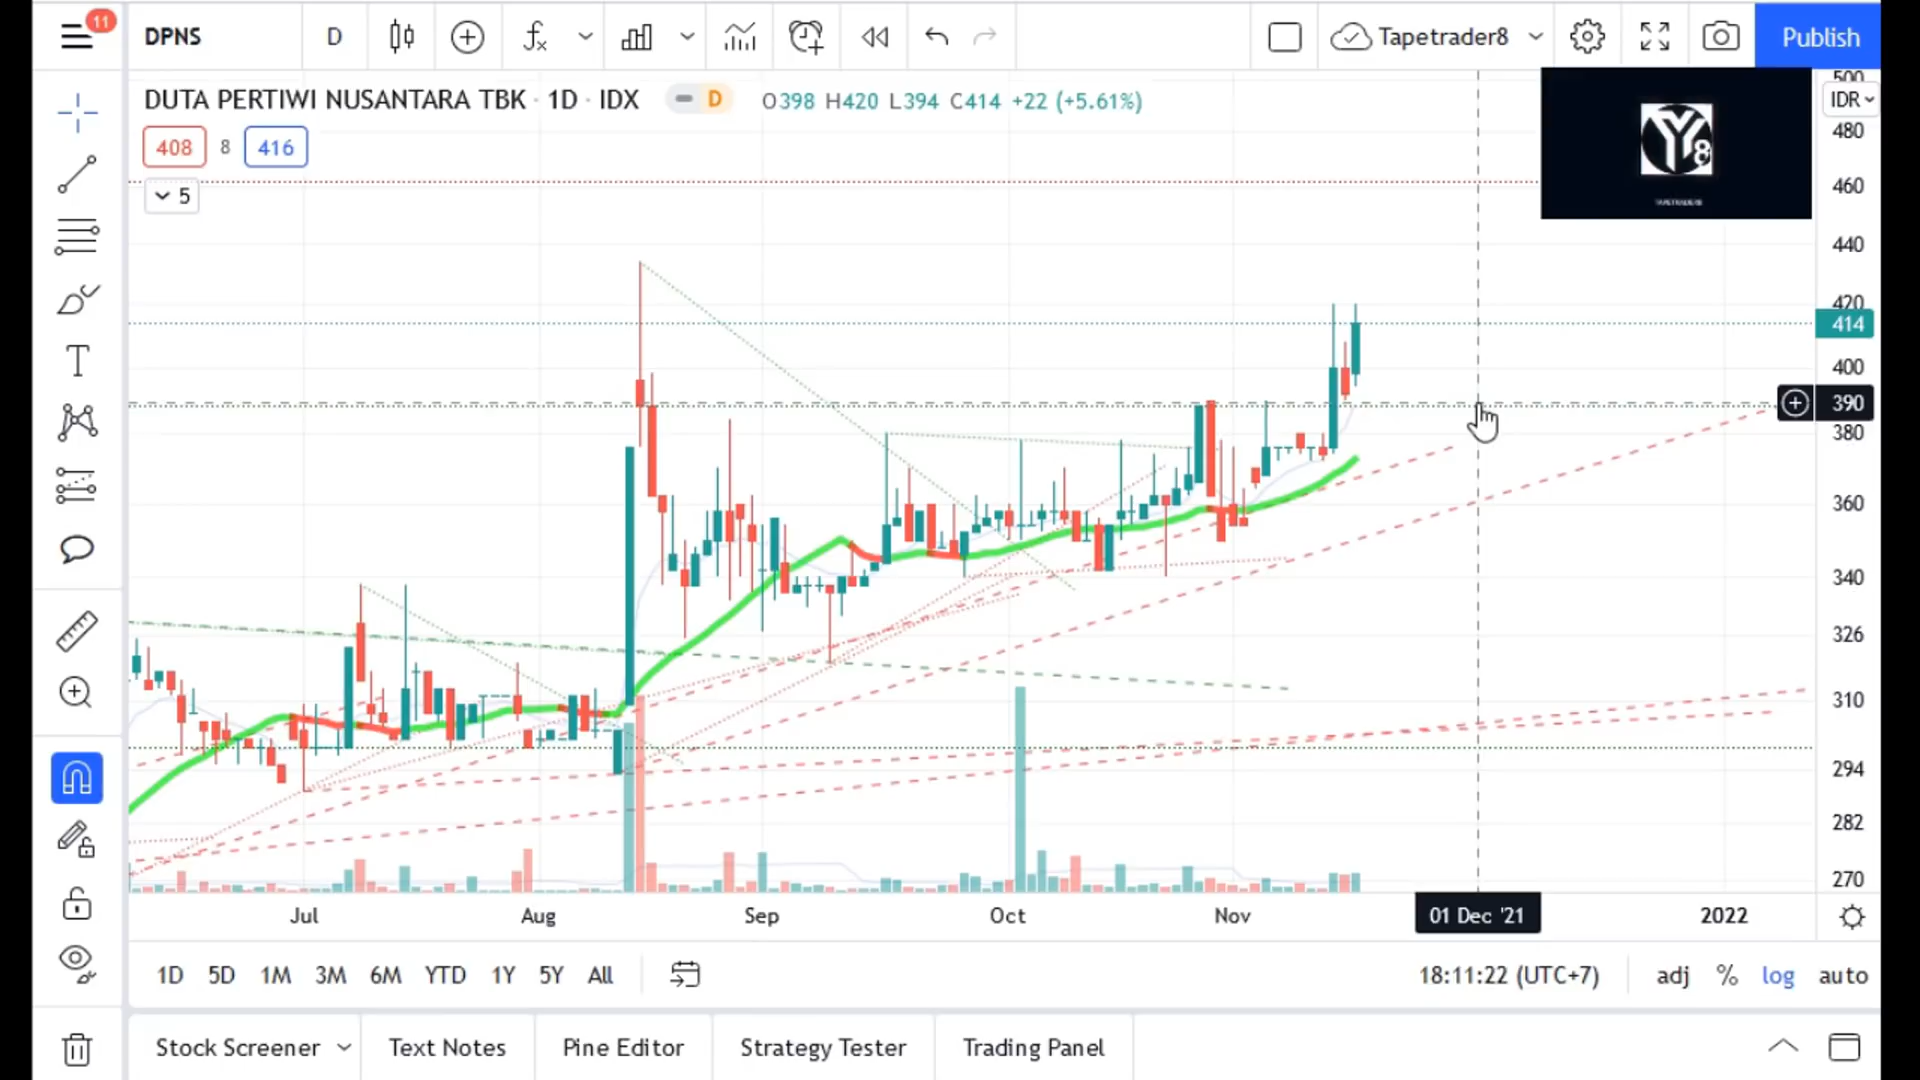 11
DPNS
D
Tapetrader8
Publish
DUTA PERTIWI NUSANTARA TBK · 1D · IDX
D
O398 H420 L394 C414 +22 (+5.61%)
408
8
416
5
Y8
TAPETRADER8
500
IDR
480
460
440
420
414
400
390
380
360
340
326
310
294
282
270
Jul
Aug
Sep
Oct
Nov
01 Dec '21
2022
1D
5D
1M
3M
6M
YTD
1Y
5Y
All
18:11:22 (UTC+7)
adj
%
log
auto
Stock Screener
Text Notes
Pine Editor
Strategy Tester
Trading Panel